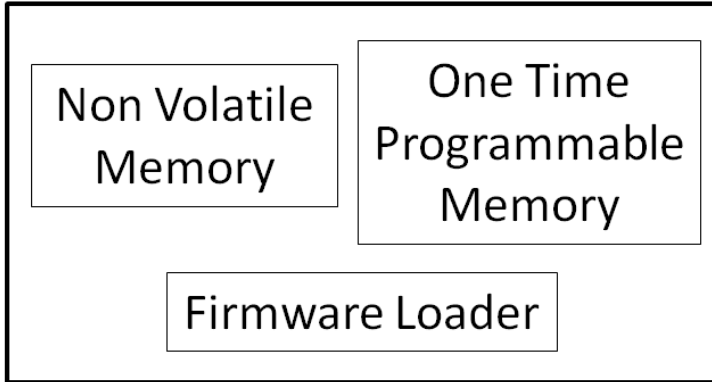 Non Volatile
Memory
One Time
Programmable
Memory
Firmware Loader